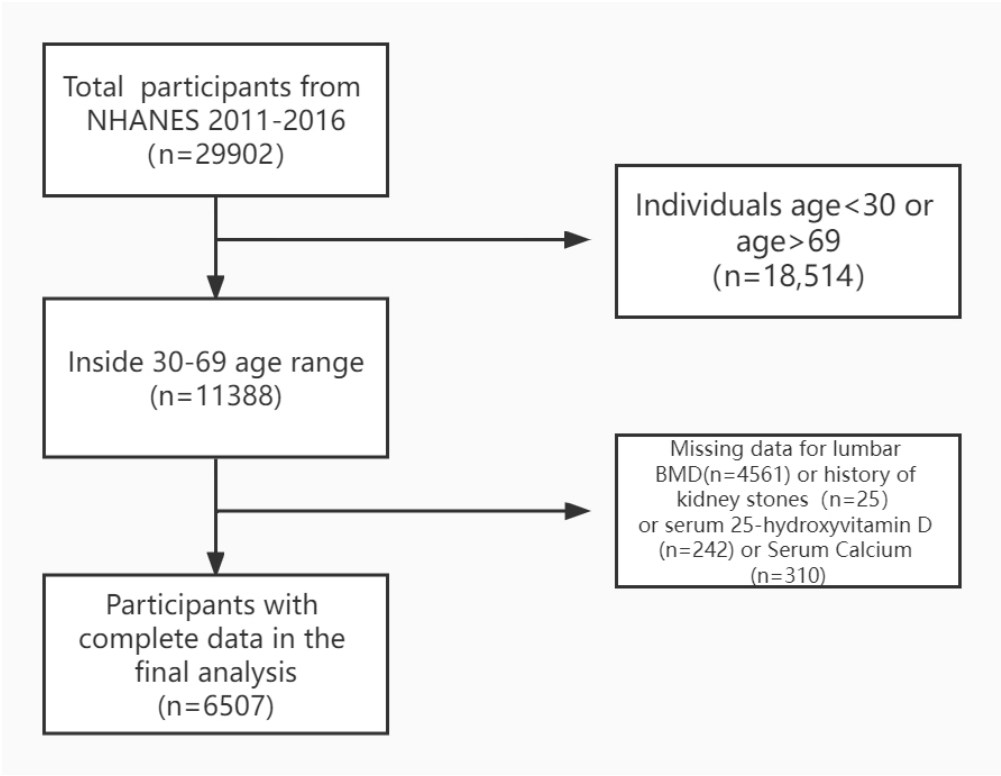 Total participants from
NHANES 2011-2016
(n=29902)
Individuals age<30 or
age>69
(n=18,514)
Inside 30-69 age range
(n=11388)
Missing data for lumbar
BMD(n=4561) or history of
kidney stones (n=25)
or serum 25-hydroxyvitamin D
(n=242) or Serum Calcium
(n=310)
Participants with
complete data in the
final analysis
(n=6507)